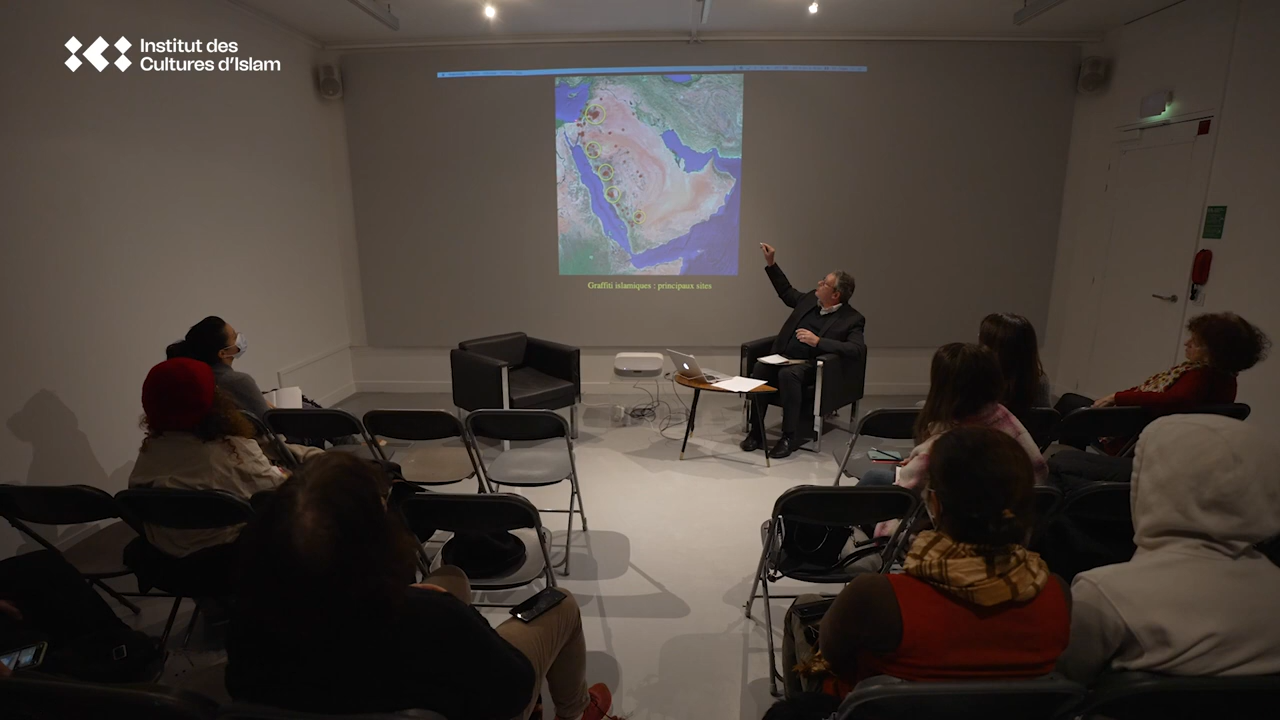 Institut des
Cultures d'Islam
Graffiti islamiques : principaux sites